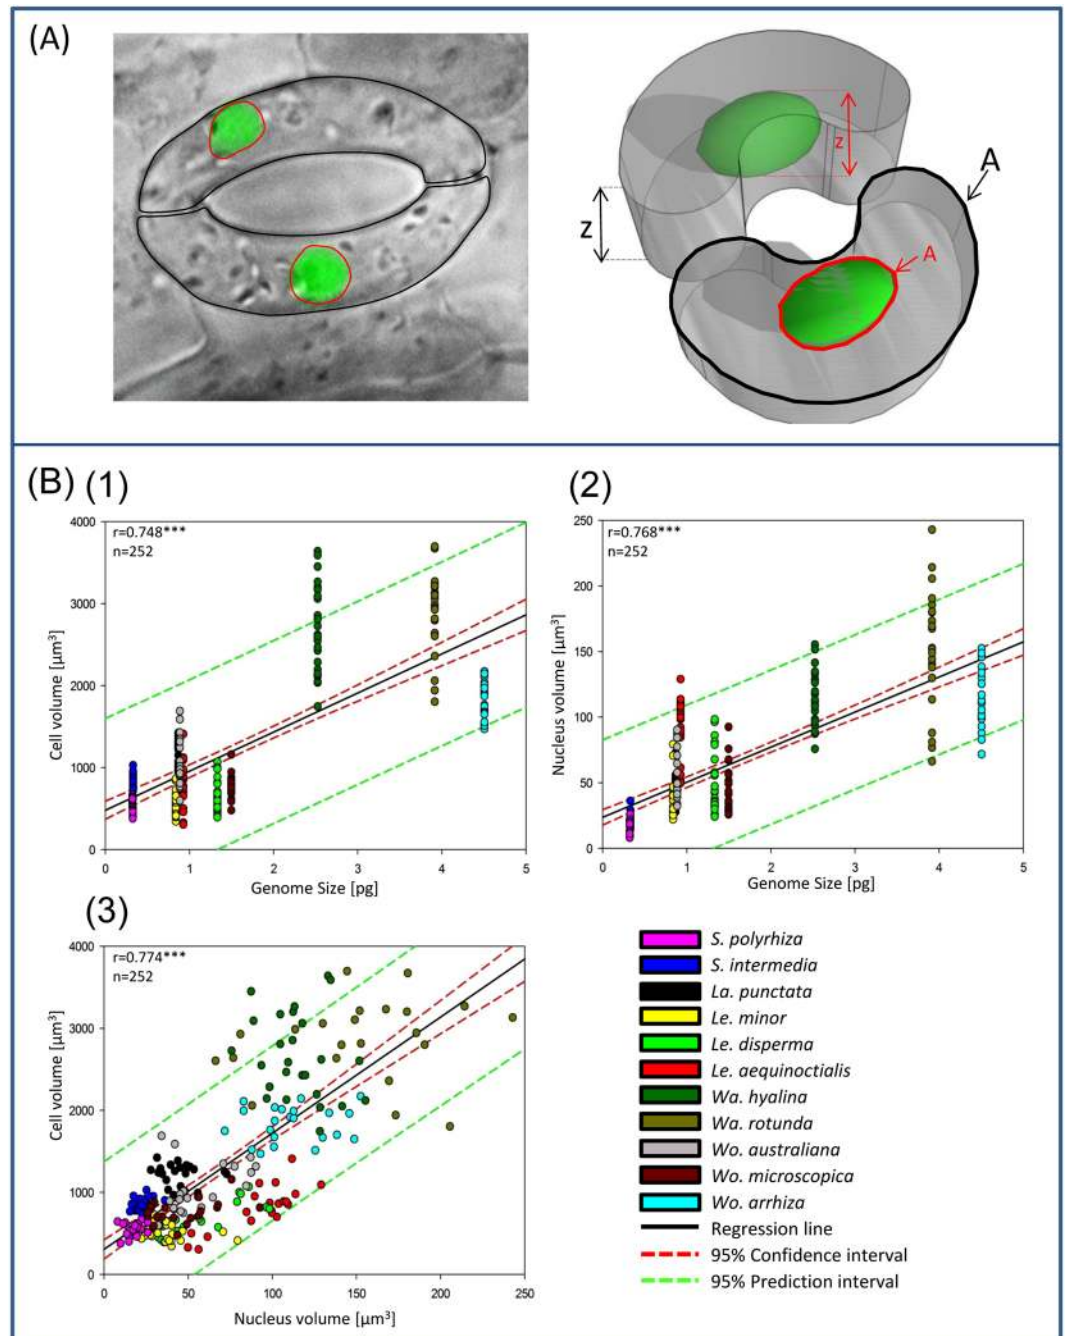 (A)
z
A
Z
A
(B) (1)
(2)
r=0.748***
n=252
4000
3000
2000
1000
0
Cell volume [µm³]
0 1 2 3 4 5
Genome Size [pg]
r=0.768***
n=252
250
200
150
100
50
0
Nucleus volume [µm³]
0 1 2 3 4 5
Genome Size [pg]
(3)
r=0.774***
n=252
4000
3000
2000
1000
0
Cell volume [µm³]
0 50 100 150 200 250
Nucleus volume [µm³]
S. polyrhiza
S. intermedia
La. punctata
Le. minor
Le. disperma
Le. aequinoctialis
Wa. hyalina
Wa. rotunda
Wo. australiana
Wo. microscopica
Wo. arrhiza
Regression line
95% Confidence interval
95% Prediction interval